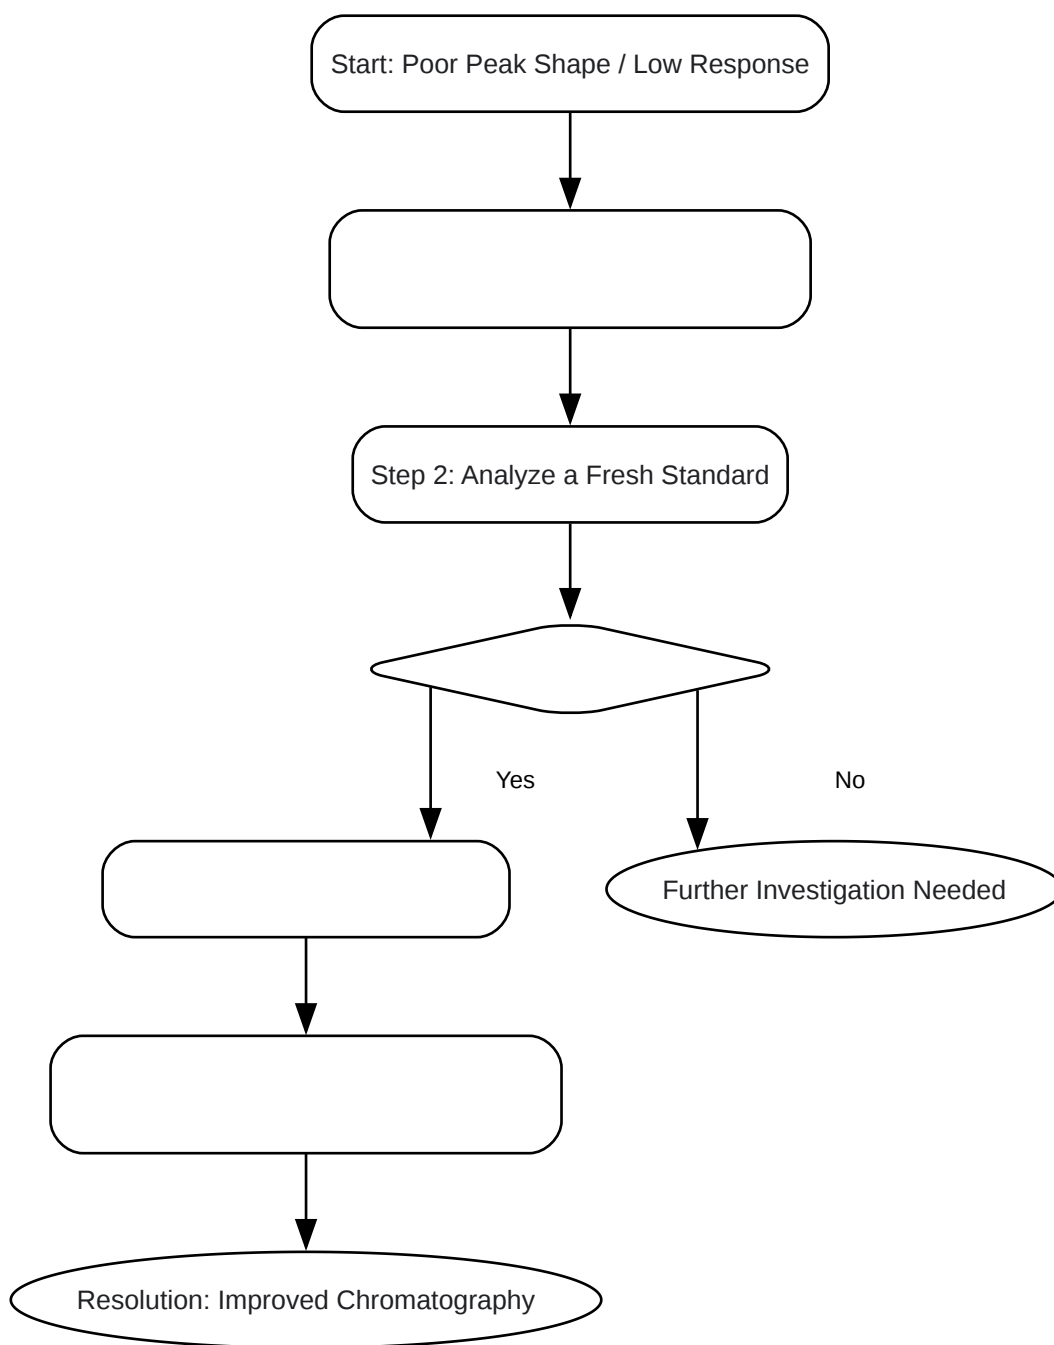 Start: Poor Peak Shape / Low Response
Step 2: Analyze a Fresh Standard
Yes
No
Further Investigation Needed
Resolution: Improved Chromatography